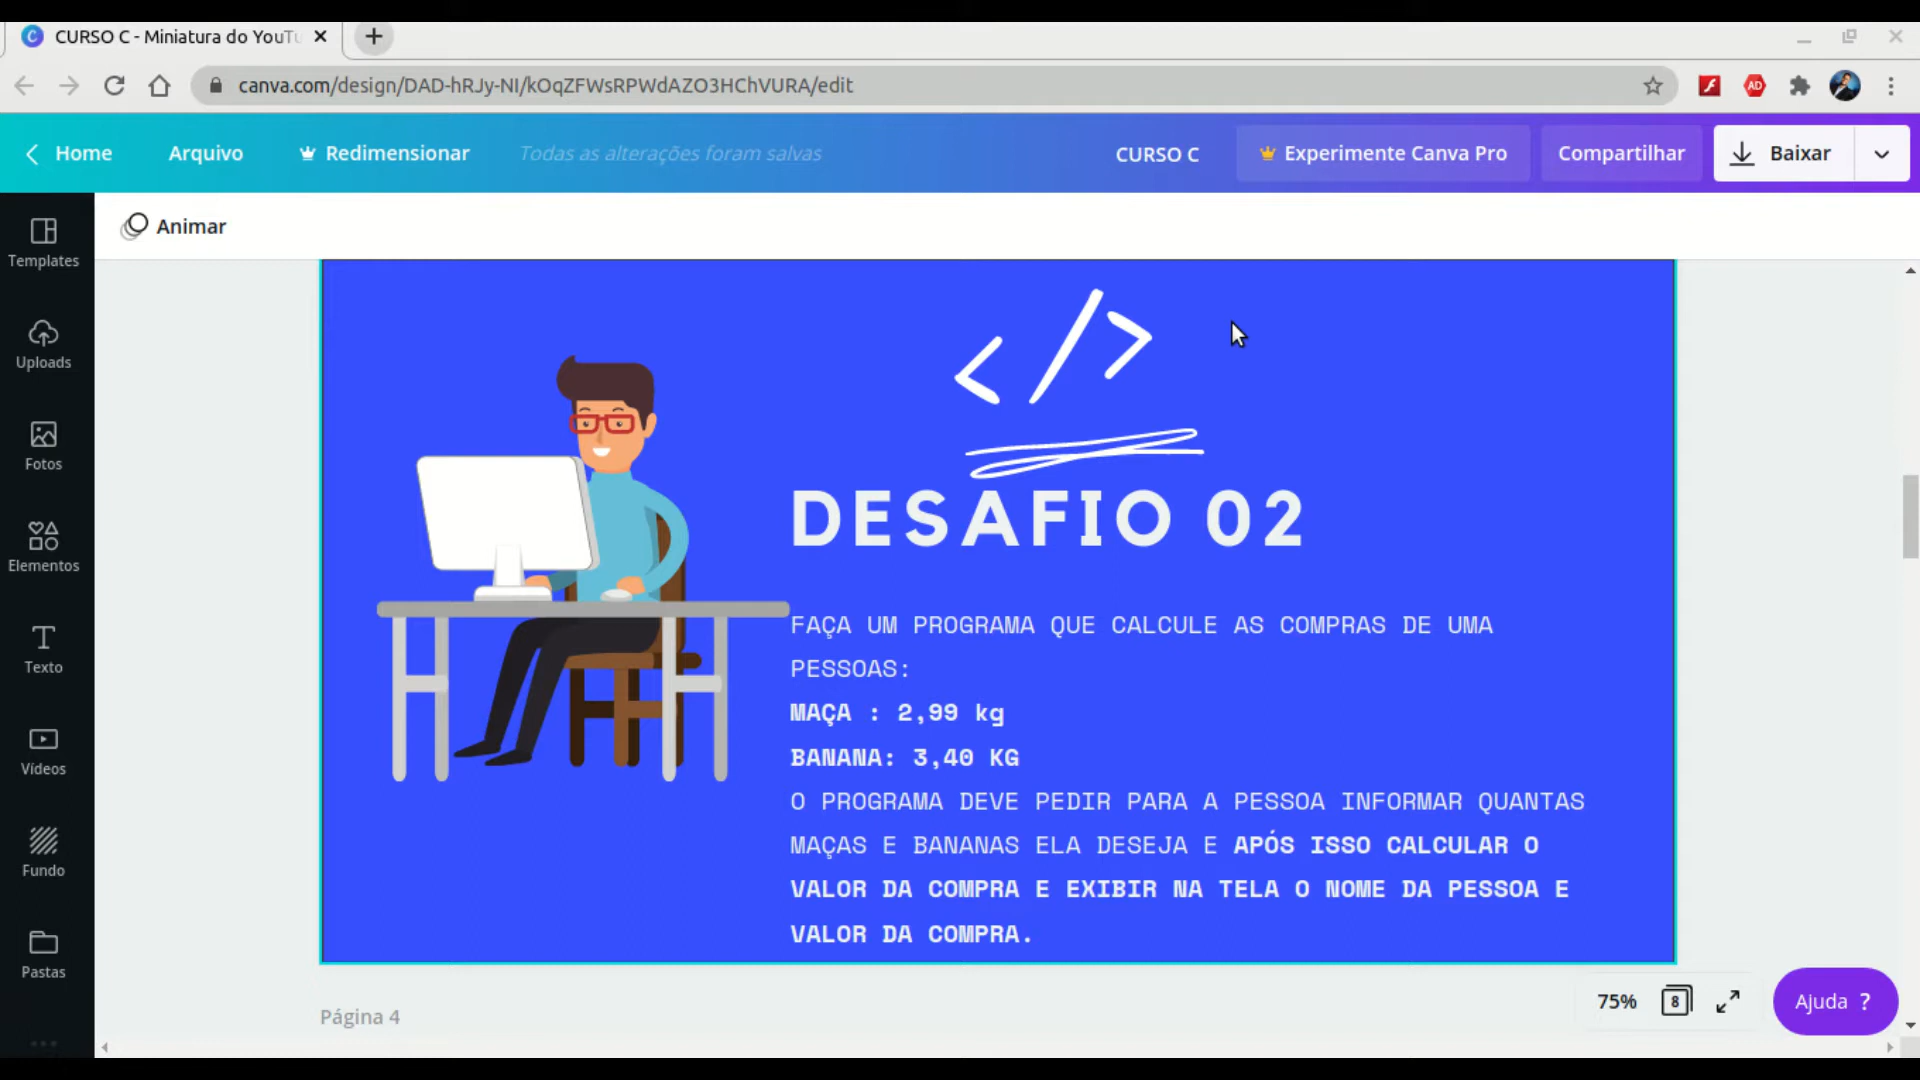 CURSO C - Miniatura do YouTu
canva.com/design/DAD-hRJy-NI/kOqZFWsRPWdAZO3HChVURA/edit
Home
Arquivo
Redimensionar
Todas as alterações foram salvas
CURSO C
Experimente Canva Pro
Compartilhar
Baixar
Animar
Templates
Uploads
Fotos
Elementos
Texto
Vídeos
Fundo
Pastas
</>
DESAFIO 02
FAÇA UM PROGRAMA QUE CALCULE AS COMPRAS DE UMA
PESSOAS:
MAÇA : 2,99 kg
BANANA: 3,40 KG
O PROGRAMA DEVE PEDIR PARA A PESSOA INFORMAR QUANTAS
MAÇAS E BANANAS ELA DESEJA E APÓS ISSO CALCULAR O
VALOR DA COMPRA E EXIBIR NA TELA O NOME DA PESSOA E
VALOR DA COMPRA.
Página 4
75%
8
Ajuda ?